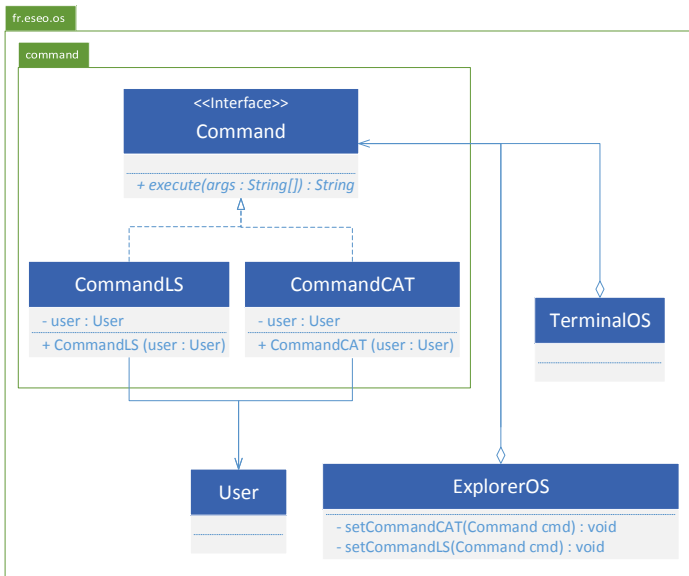 fr.eseo.os
command
<<Interface>>
Command
+ execute(args : String[]) : String
CommandLS
- user : User
+ CommandLS (user : User)
CommandCAT
- user : User
+ CommandCAT (user : User)
TerminalOS
User
ExplorerOS
- setCommandCAT(Command cmd) : void
- setCommandLS(Command cmd) : void